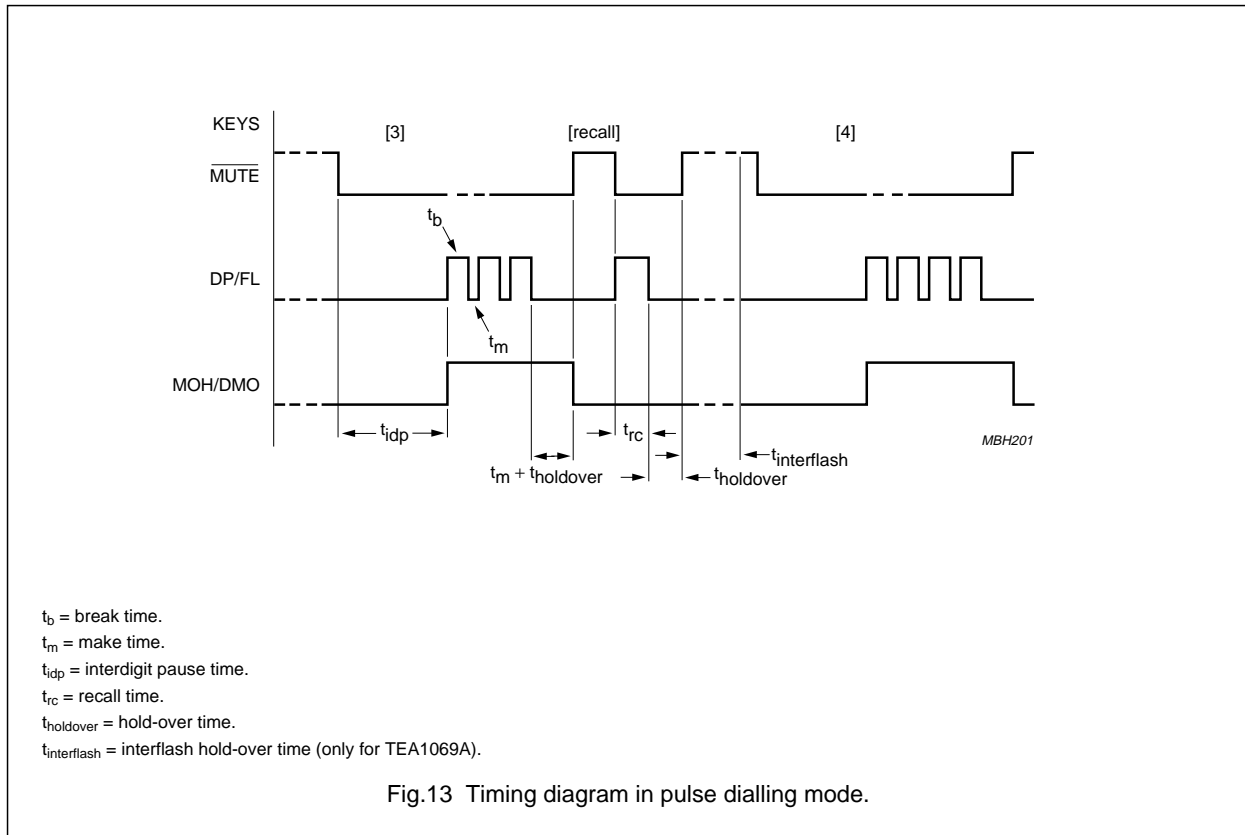 KEYS
[3] [recall] [4]
MUTE
t_b
DP/FL
t_m
MOH/DMO
t_idp t_rc
MBH201
t_interflash
t_m + t_holdover t_holdover
t_b = break time.
t_m = make time.
t_idp = interdigit pause time.
t_rc = recall time.
t_holdover = hold-over time.
t_interflash = interflash hold-over time (only for TEA1069A).
Fig.13 Timing diagram in pulse dialling mode.